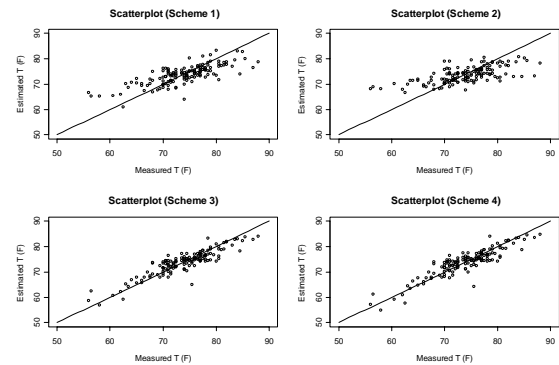 Scatterplot (Scheme 1)
Estimated T (F)
90
80
70
60
50
50 60 70 80 90
Measured T (F)
Scatterplot (Scheme 2)
Estimated T (F)
90
80
70
60
50
50 60 70 80 90
Measured T (F)
Scatterplot (Scheme 3)
Estimated T (F)
90
80
70
60
50
50 60 70 80 90
Measured T (F)
Scatterplot (Scheme 4)
Estimated T (F)
90
80
70
60
50
50 60 70 80 90
Measured T (F)